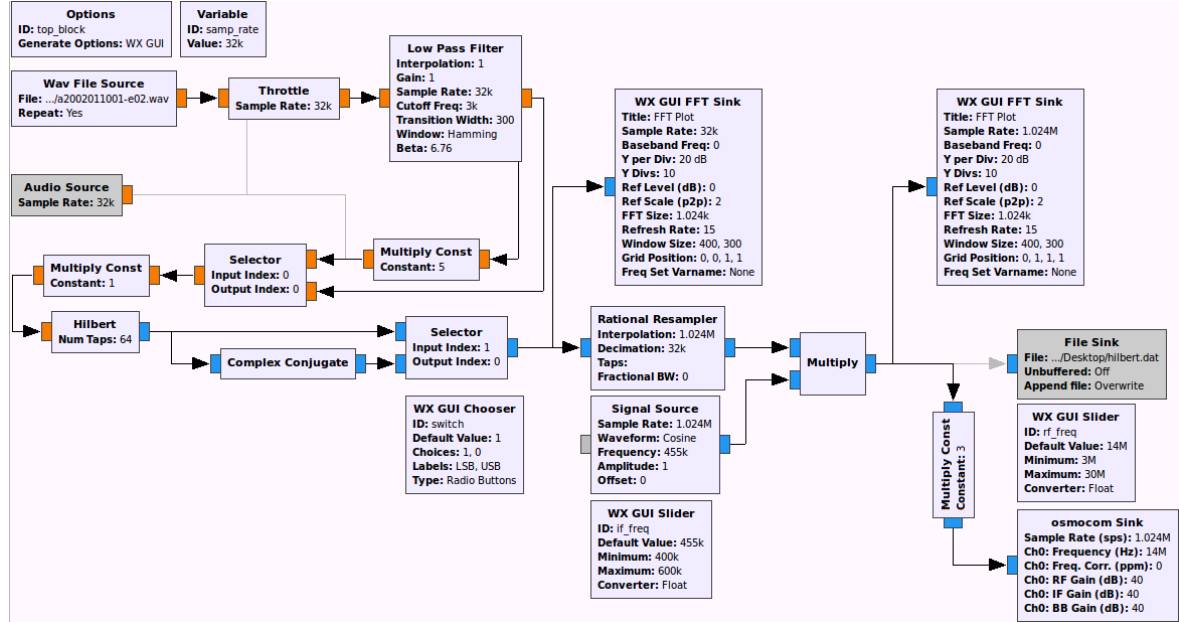 Options
ID: top_block
Generate Options: WX GUI
Variable
ID: samp_rate
Value: 32k
Wav File Source
File: .../a2002011001-e02.wav
Repeat: Yes
Throttle
Sample Rate: 32k
Low Pass Filter
Interpolation: 1
Gain: 1
Sample Rate: 32k
Cutoff Freq: 3k
Transition Width: 300
Window: Hamming
Beta: 6.76
WX GUI FFT Sink
Title: FFT Plot
Sample Rate: 32k
Baseband Freq: 0
Y per Div: 20 dB
Y Divs: 10
Ref Level (dB): 0
Ref Scale (p2p): 2
FFT Size: 1.024k
Refresh Rate: 15
Window Size: 400, 300
Grid Position: 0, 0, 1, 1
Freq Set Varname: None
WX GUI FFT Sink
Title: FFT Plot
Sample Rate: 1.024M
Baseband Freq: 0
Y per Div: 20 dB
Y Divs: 10
Ref Level (dB): 0
Ref Scale (p2p): 2
FFT Size: 1.024k
Refresh Rate: 15
Window Size: 400, 300
Grid Position: 0, 1, 1, 1
Freq Set Varname: None
Audio Source
Sample Rate: 32k
Multiply Const
Constant: 1
Selector
Input Index: 0
Output Index: 0
Multiply Const
Constant: 5
Hilbert
Num Taps: 64
Complex Conjugate
Selector
Input Index: 1
Output Index: 0
Rational Resampler
Interpolation: 1.024M
Decimation: 32k
Taps:
Fractional BW: 0
Multiply
File Sink
File: .../Desktop/hilbert.dat
Unbuffered: Off
Append file: Overwrite
WX GUI Chooser
ID: switch
Default Value: 1
Choices: 1, 0
Labels: LSB, USB
Type: Radio Buttons
Signal Source
Sample Rate: 1.024M
Waveform: Cosine
Frequency: 455k
Amplitude: 1
Offset: 0
Multiply Const
Constant: 3
WX GUI Slider
ID: rf_freq
Default Value: 14M
Minimum: 3M
Maximum: 30M
Converter: Float
WX GUI Slider
ID: if_freq
Default Value: 455k
Minimum: 400k
Maximum: 600k
Converter: Float
osmocom Sink
Sample Rate (sps): 1.024M
Ch0: Frequency (Hz): 14M
Ch0: Freq. Corr. (ppm): 0
Ch0: RF Gain (dB): 40
Ch0: IF Gain (dB): 40
Ch0: BB Gain (dB): 40